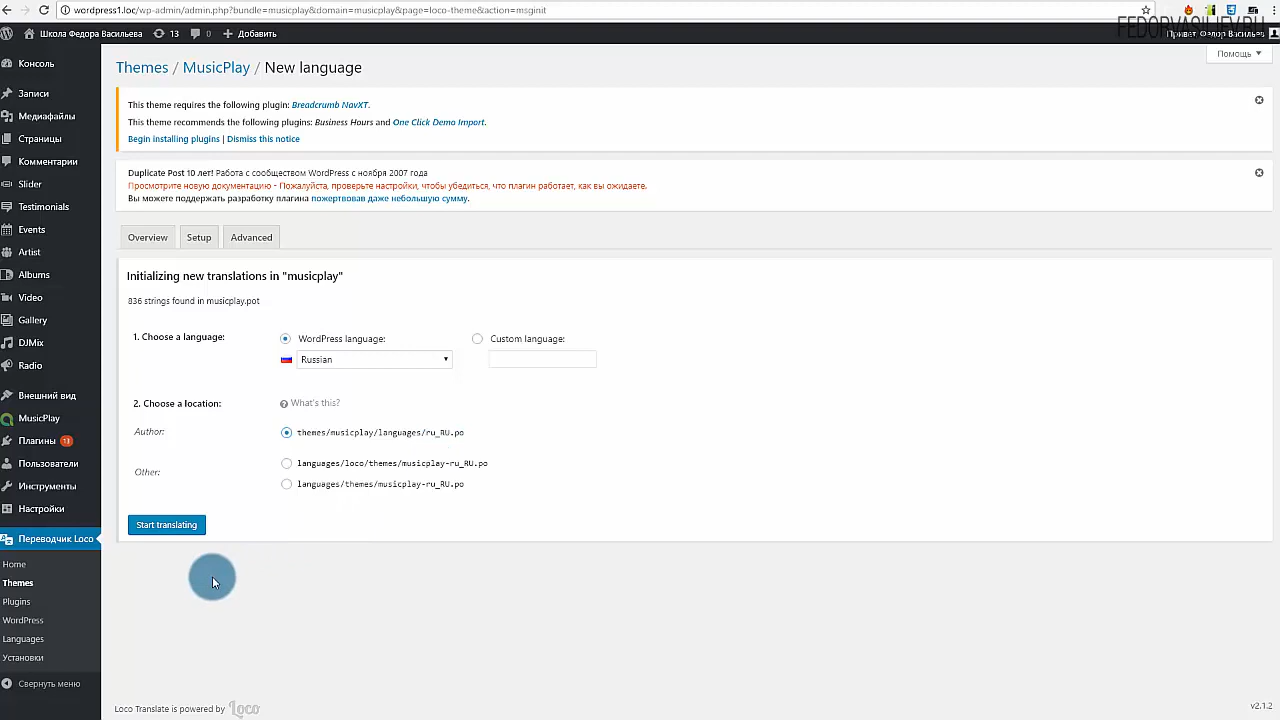 wordpress1.loc/wp-admin/admin.php?bundle=musicplay&domain=musicplay&page=loco-theme&action=msginit
FEDORVASILIEV.RU
Школа Федора Васильева
13
0
Добавить
Привет, Федор Васильев
Помощь
Консоль
Записи
Медиафайлы
Страницы
Комментарии
Slider
Testimonials
Events
Artist
Albums
Video
Gallery
DJMix
Radio
Внешний вид
MusicPlay
Плагины 13
Пользователи
Инструменты
Настройки
Переводчик Loco
Home
Themes
Plugins
WordPress
Languages
Установки
Свернуть меню
Themes / MusicPlay / New language
This theme requires the following plugin: Breadcrumb NavXT.
This theme recommends the following plugins: Business Hours and One Click Demo Import.
Begin installing plugins | Dismiss this notice
Duplicate Post 10 лет! Работа с сообществом WordPress с ноября 2007 года
Просмотрите новую документацию - Пожалуйста, проверьте настройки, чтобы убедиться, что плагин работает, как вы ожидаете.
Вы можете поддержать разработку плагина пожертвовав даже небольшую сумму.
Overview
Setup
Advanced
Initializing new translations in "musicplay"
836 strings found in musicplay.pot
1. Choose a language:
WordPress language:
Custom language:
Russian
2. Choose a location:
What's this?
Author:
themes/musicplay/languages/ru_RU.po
Other:
languages/loco/themes/musicplay-ru_RU.po
languages/themes/musicplay-ru_RU.po
Start translating
Loco Translate is powered by Loco
v2.1.2